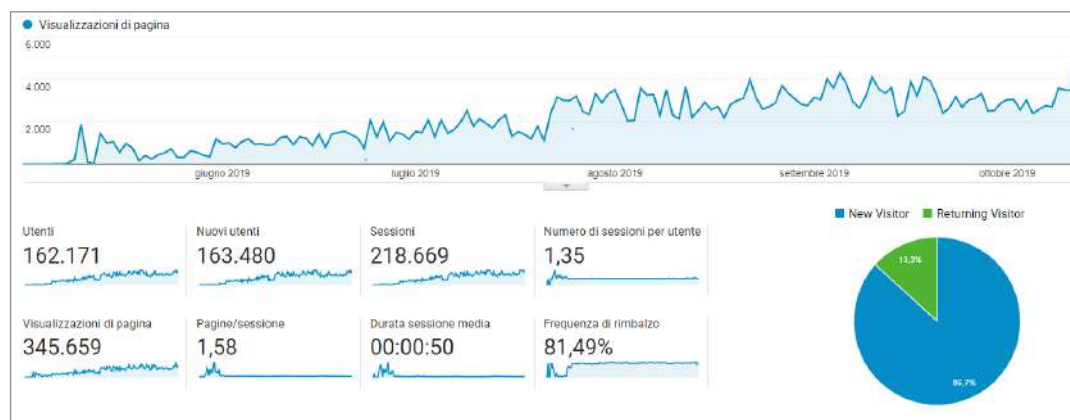 Visualizzazioni di pagina
6.000
4.000
2.000
giugno 2019 luglio 2019 agosto 2019 settembre 2019 ottobre 2019
New Visitor Returning Visitor
Utenti Nuovi utenti Sessioni Numero di sessioni per utente
162.171 163.480 218.669 1,35
13,3%
Visualizzazioni di pagina Pagine/sessione Durata sessione media Frequenza di rimbalzo
345.659 1,58 00:00:50 81,49%
86,7%